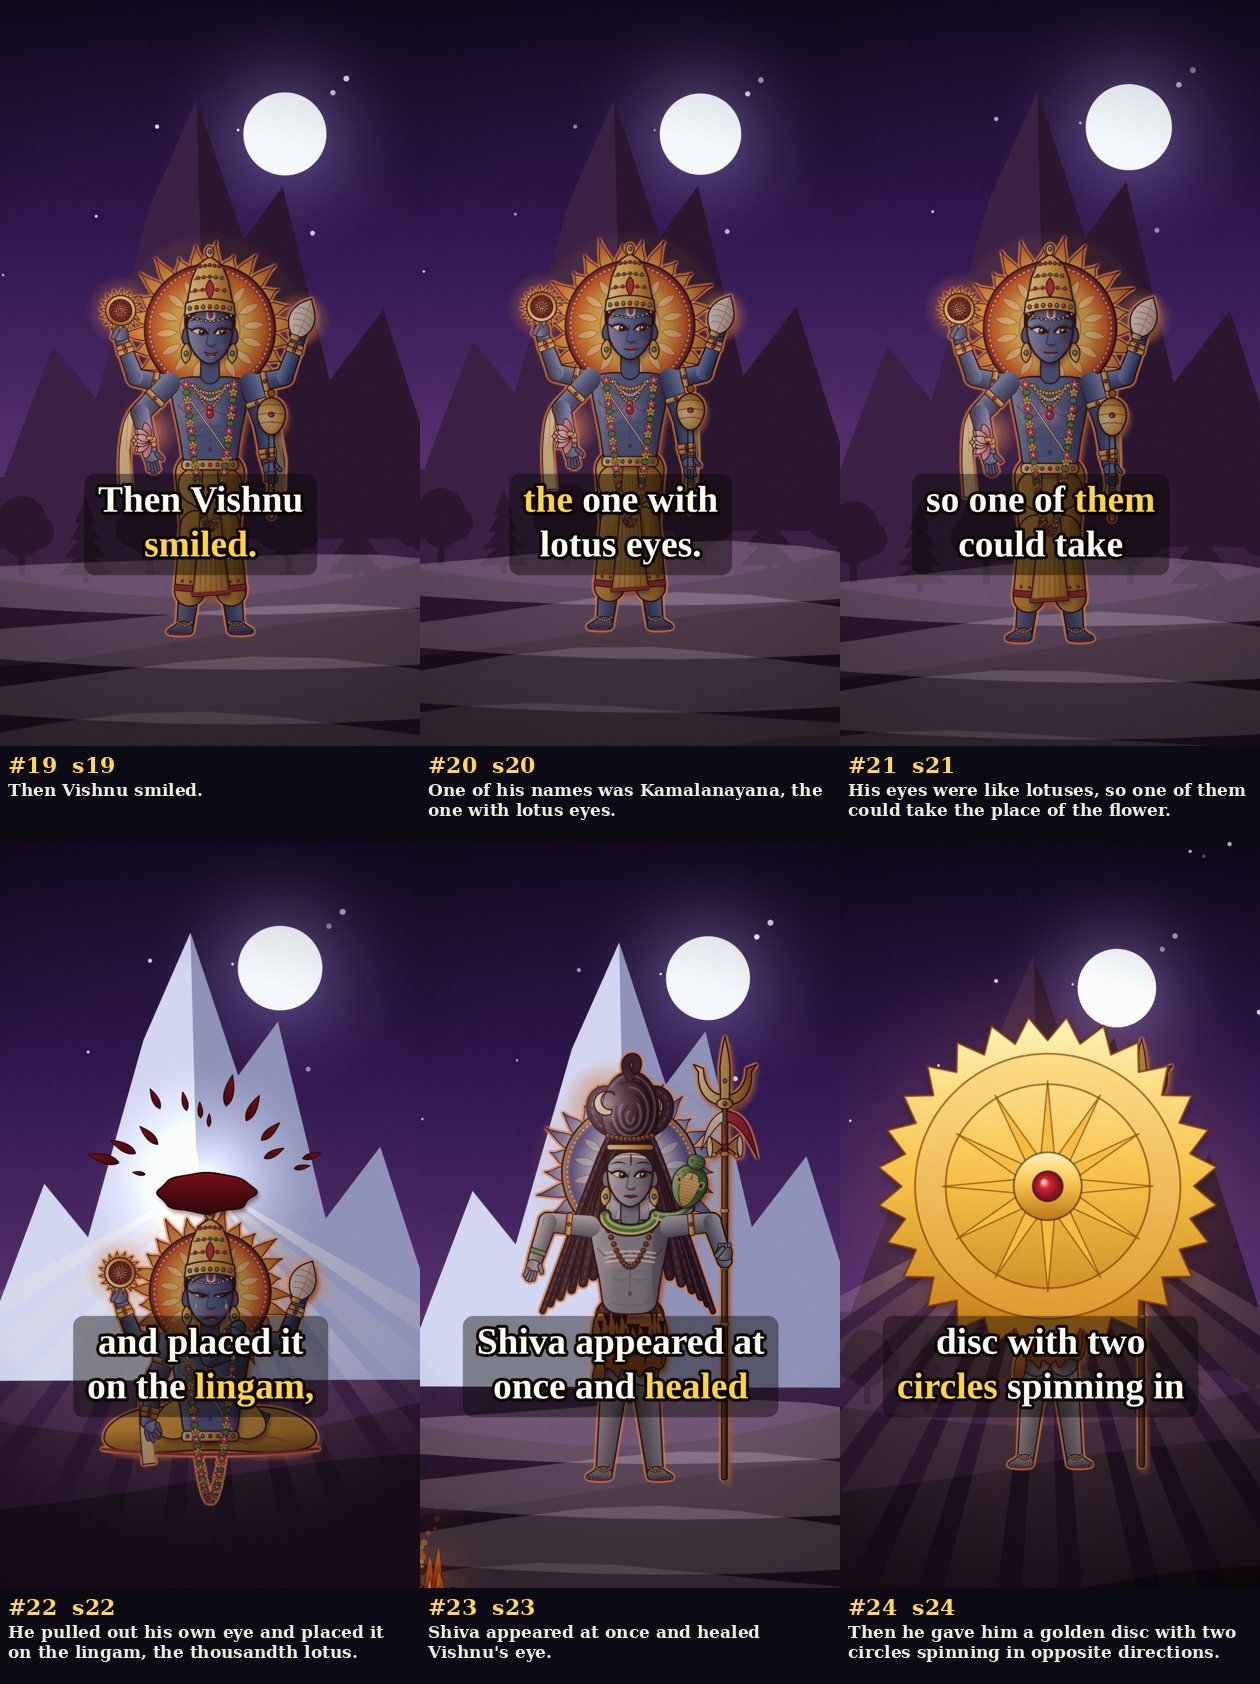 Then Vishnu
smiled.
the one with
lotus eyes.
so one of them
could take
#19 s19
Then Vishnu smiled.
#20 s20
One of his names was Kamalanayana, the
one with lotus eyes.
#21 s21
His eyes were like lotuses, so one of them
could take the place of the flower.
and placed it
on the lingam,
Shiva appeared at
once and healed
disc with two
circles spinning in
#22 s22
He pulled out his own eye and placed it
on the lingam, the thousandth lotus.
#23 s23
Shiva appeared at once and healed
Vishnu's eye.
#24 s24
Then he gave him a golden disc with two
circles spinning in opposite directions.